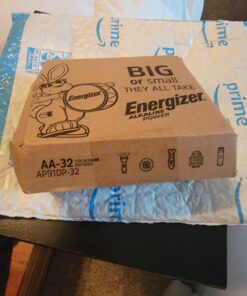 BIG
or small
THEY ALL TAKE
Energizer
Energizer
ALKALINE
POWER
AA-32
AP91DP-32
prime
prime
prime